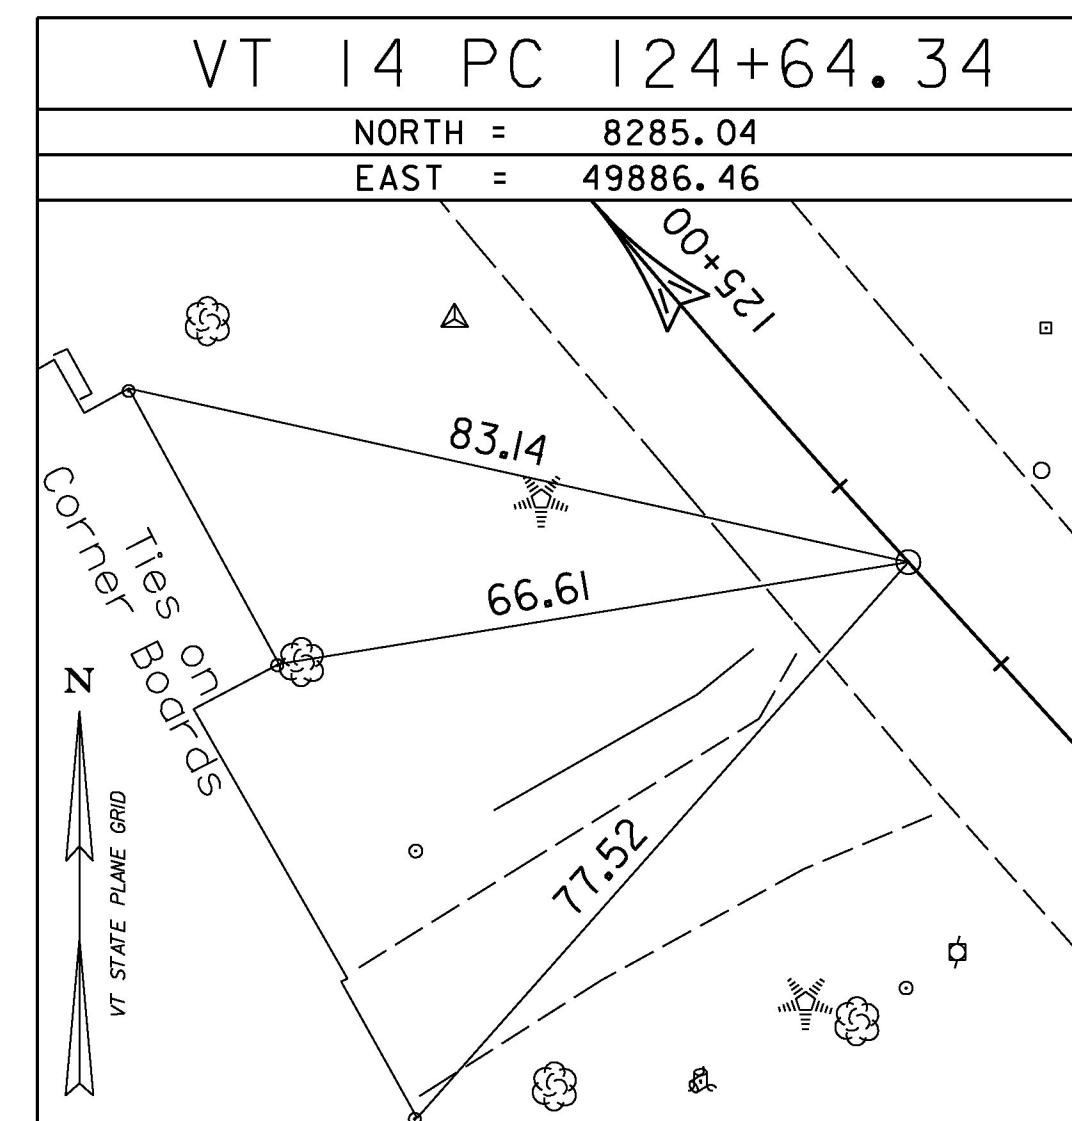 VT 14 PC 124+64.34
NORTH = 8285.04
EAST = 49886.46
125+00
83.14
66.61
Ties on
Corner Boards
N
VT STATE PLANE GRID
77.52